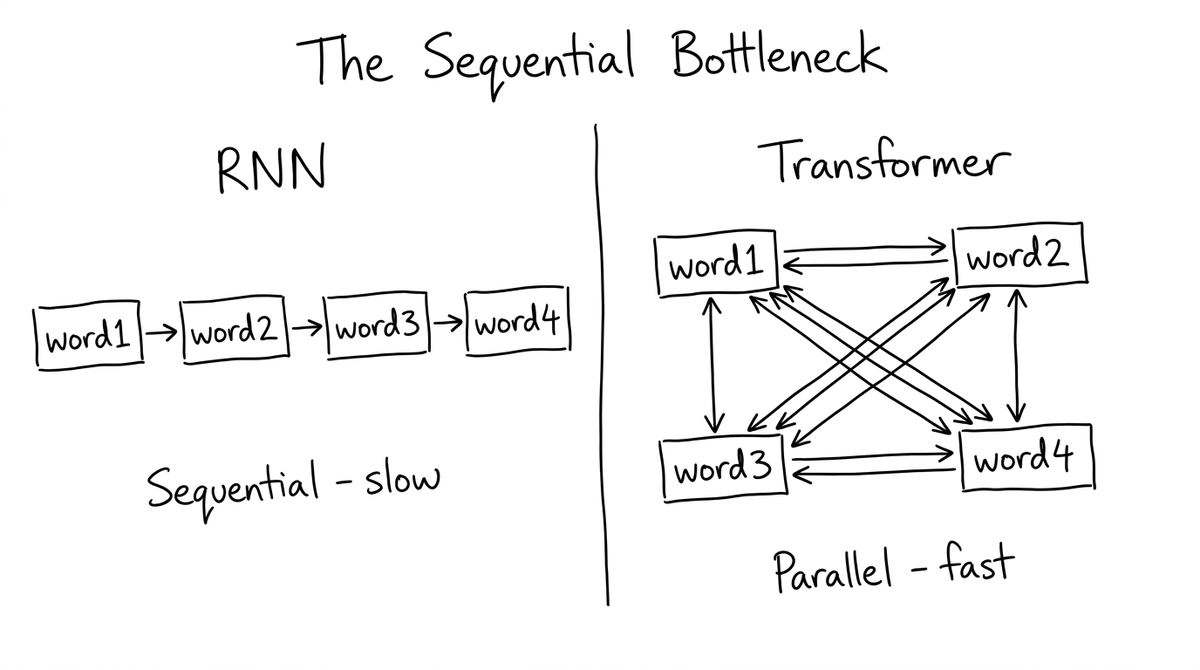 The Sequential Bottleneck
RNN
word1 word2 word3 word4
Sequential - slow
Transformer
word1 word2
word3 word4
Parallel - fast